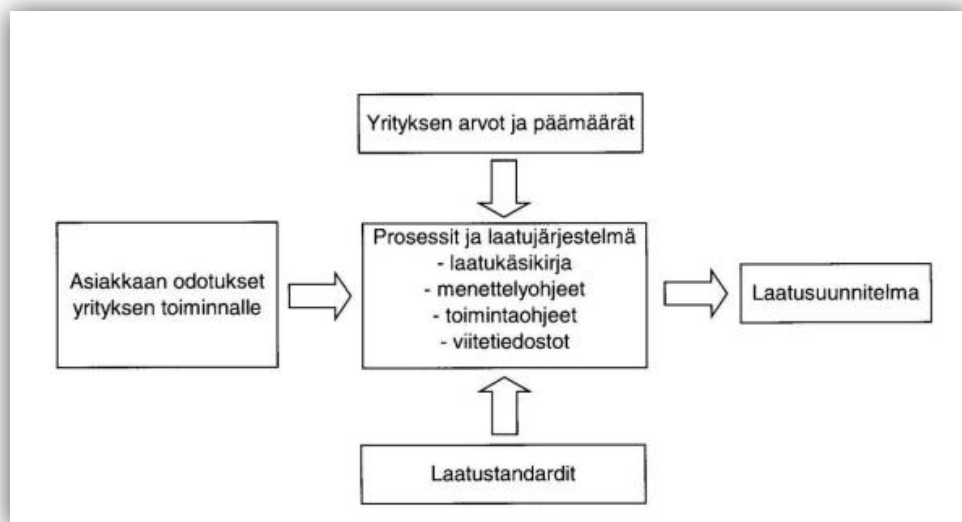 Yrityksen arvot ja päämäärät
Asiakkaan odotukset
yrityksen toiminnalle
Prosessit ja laatujärjestelmä
- laatukäsikirja
- menettelyohjeet
- toimintaohjeet
- viitetiedostot
Laatusuunnitelma
Laatustandardit